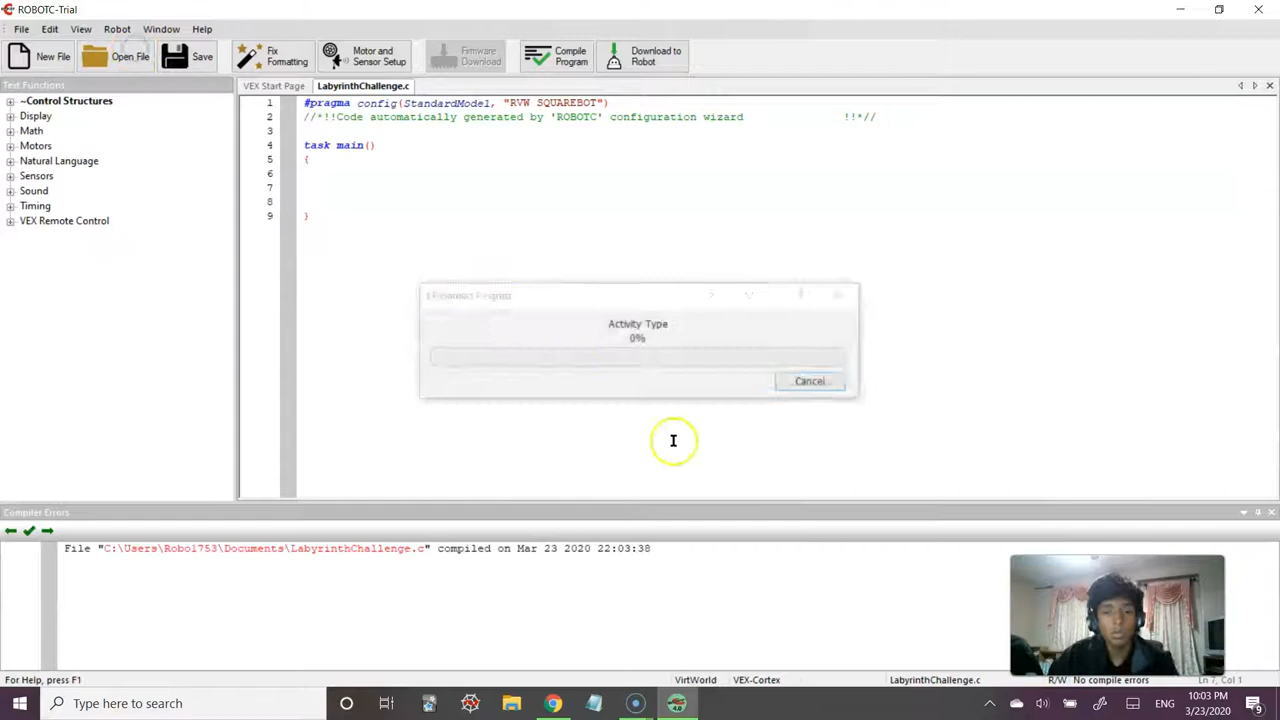 ROBOTC-Trial
File Edit View Robot Window Help
New File Open File Save Fix Formatting Motor and Sensor Setup Firmware Download Compile Program Download to Robot
Text Functions
VEX Start Page LabyrinthChallenge.c
~Control Structures
Display
Math
Motors
Natural Language
Sensors
Sound
Timing
VEX Remote Control
1 #pragma config(StandardModel, "RVW SQUAREBOT")
2 //*!!Code automatically generated by 'ROBOTC' configuration wizard !!*//
3
4 task main()
5 {
6
7
8
9 }
Progress
Activity Type
0%
Cancel
Compiler Errors
File "C:\Users\Robo1753\Documents\LabyrinthChallenge.c" compiled on Mar 23 2020 22:03:38
For Help, press F1 VirtWorld VEX-Cortex LabyrinthChallenge.c R/W No compile errors Ln 7, Col 1
Type here to search
ENG
10:03 PM
3/23/2020
9